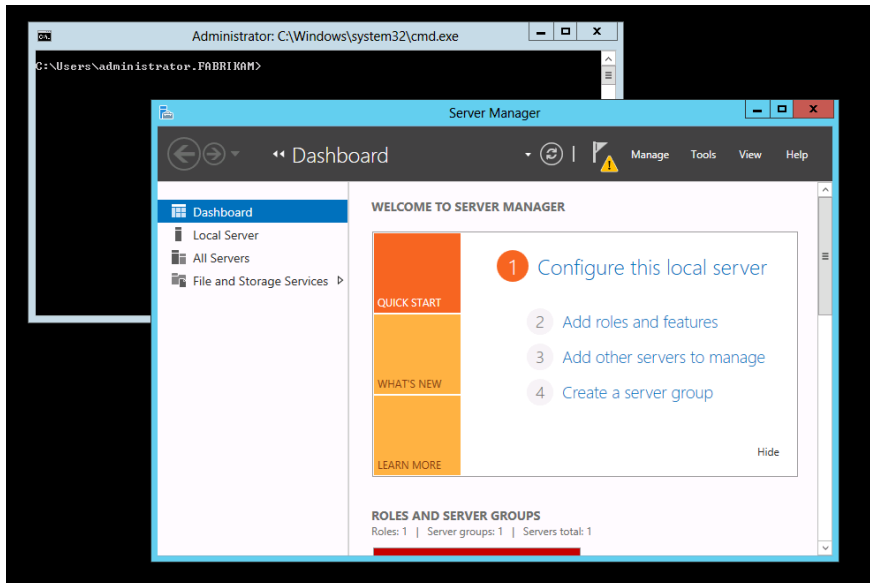 Administrator: C:\Windows\system32\cmd.exe
C:\Users\administrator.FABRIKAM>
Server Manager
Dashboard
Manage Tools View Help
Dashboard
Local Server
All Servers
File and Storage Services
WELCOME TO SERVER MANAGER
QUICK START
WHAT'S NEW
LEARN MORE
1 Configure this local server
2 Add roles and features
3 Add other servers to manage
4 Create a server group
Hide
ROLES AND SERVER GROUPS
Roles: 1 | Server groups: 1 | Servers total: 1